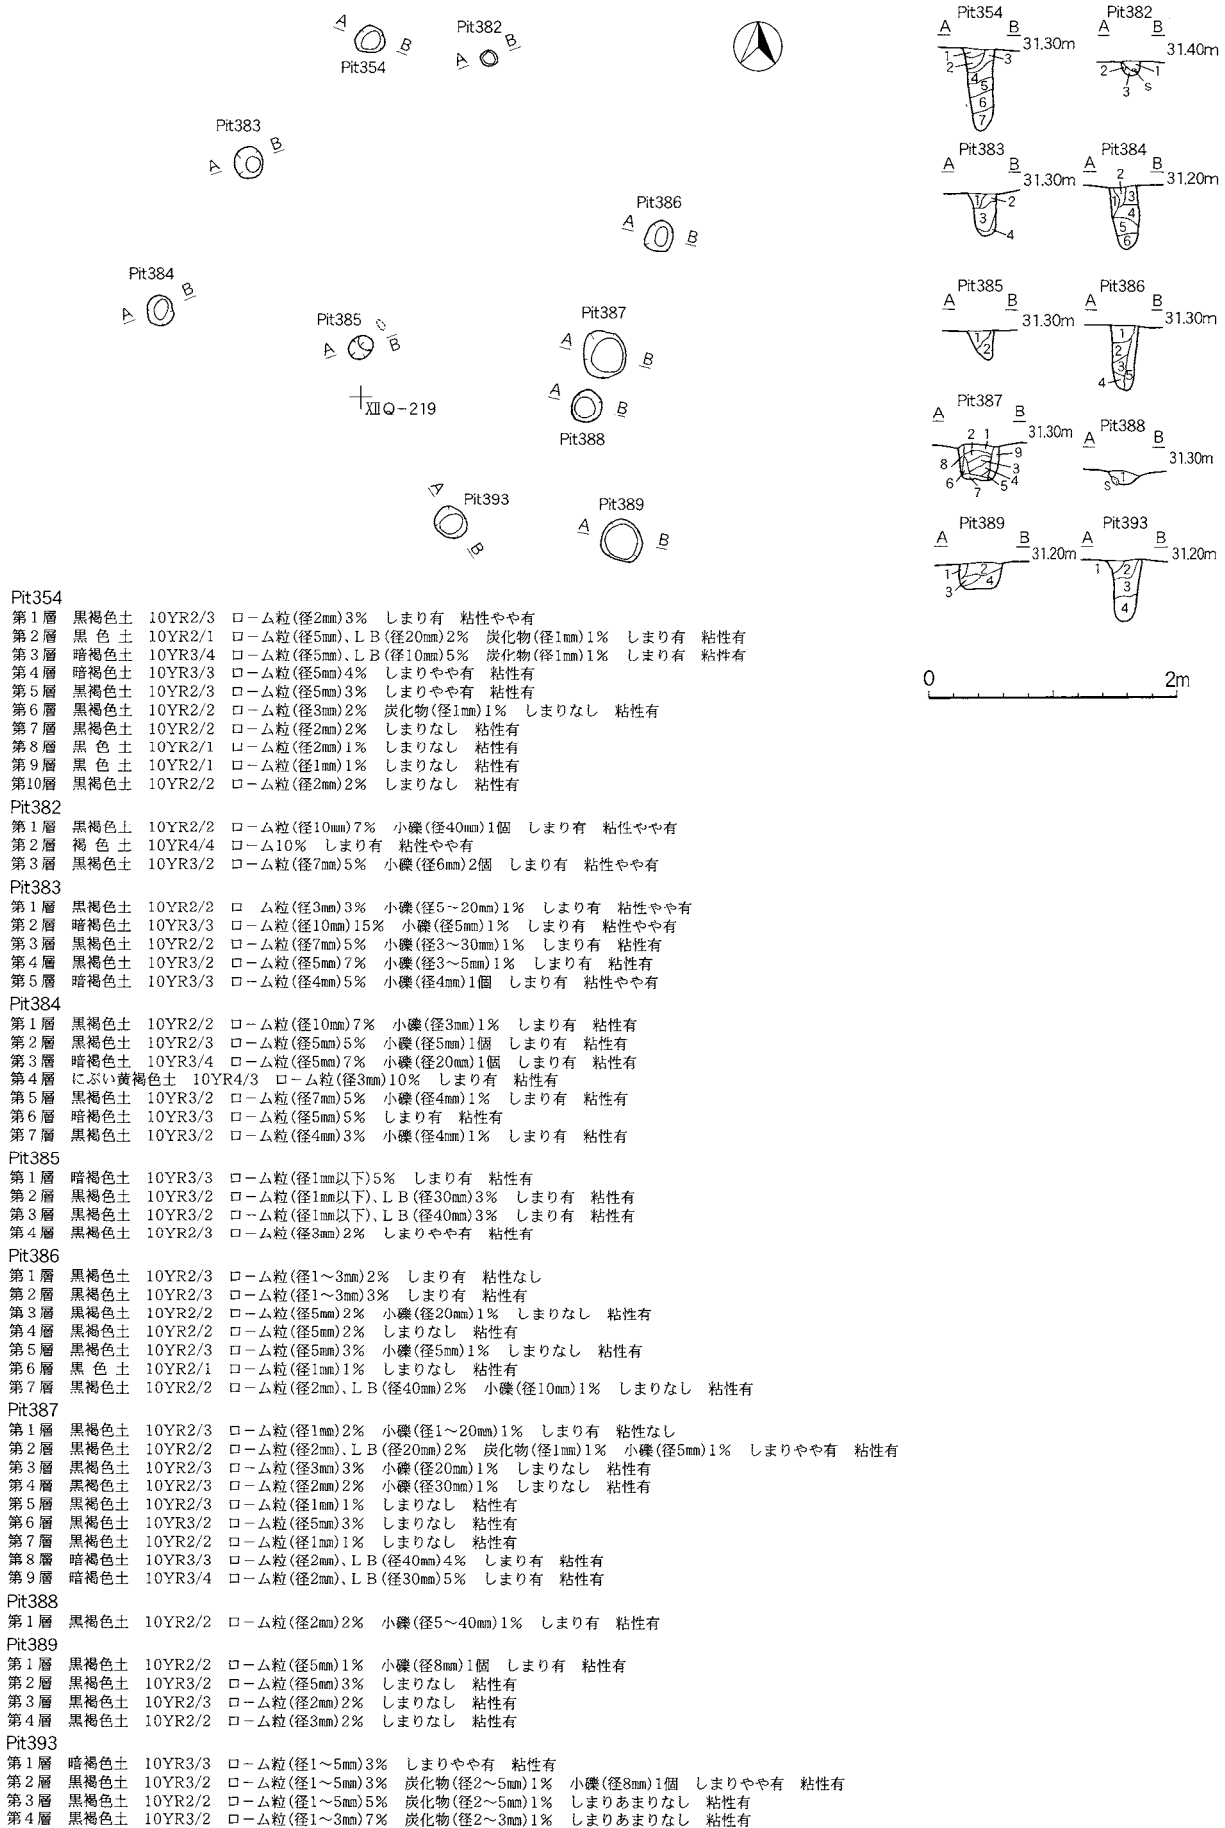 Pit354
A
B
Pit382
A
B
Pit383
A
B
Pit386
A
B
Pit384
A
B
Pit385
A
B
Pit387
A
B
ⅫQ-219
A
B
Pit388
Pit393
A
B
Pit389
A
B
Pit354
A B
31.30m
1 2 3 4 5 6 7
Pit382
A B
31.40m
2 1 3 S
Pit383
A B
31.30m
1 2 3 4
Pit384
A B
31.20m
2 1 3 4 5 6
Pit385
A B
31.30m
1 2
Pit386
A B
31.30m
1 2 3 4 5
Pit387
A B
31.30m
2 1 9 8 3 4 6 7 5
Pit388
A B
31.30m
S 1
Pit389
A B
31.20m
1 2 3 4
Pit393
A B
31.20m
1 2 3 4
0 2m
Pit354
第1層 黒褐色土 10YR2/3 ローム粒(径2㎜)3% しまり有 粘性やや有
第2層 黒色土 10YR2/1 ローム粒(径5㎜)、LB(径20㎜)2% 炭化物(径1㎜)1% しまり有 粘性有
第3層 暗褐色土 10YR3/4 ローム粒(径5㎜)、LB(径10㎜)5% 炭化物(径1㎜)1% しまり有 粘性有
第4層 暗褐色土 10YR3/3 ローム粒(径5㎜)4% しまりやや有 粘性有
第5層 黒褐色土 10YR2/3 ローム粒(径5㎜)3% しまりやや有 粘性有
第6層 黒褐色土 10YR2/2 ローム粒(径3㎜)2% 炭化物(径1㎜)1% しまりなし 粘性有
第7層 黒褐色土 10YR2/2 ローム粒(径2㎜)2% しまりなし 粘性有
第8層 黒色土 10YR2/1 ローム粒(径2㎜)1% しまりなし 粘性有
第9層 黒色土 10YR2/1 ローム粒(径1㎜)1% しまりなし 粘性有
第10層 黒褐色土 10YR2/2 ローム粒(径2㎜)2% しまりなし 粘性有
Pit382
第1層 黒褐色土 10YR2/2 ローム粒(径10㎜)7% 小礫(径40㎜)1個 しまり有 粘性やや有
第2層 褐色土 10YR4/4 ローム10% しまり有 粘性やや有
第3層 黒褐色土 10YR3/2 ローム粒(径7㎜)5% 小礫(径6㎜)2個 しまり有 粘性やや有
Pit383
第1層 黒褐色土 10YR2/2 ローム粒(径3㎜)3% 小礫(径5~20㎜)1% しまり有 粘性やや有
第2層 暗褐色土 10YR3/3 ローム粒(径10㎜)15% 小礫(径5㎜)1% しまり有 粘性やや有
第3層 黒褐色土 10YR2/2 ローム粒(径7㎜)5% 小礫(径3~30㎜)1% しまり有 粘性有
第4層 黒褐色土 10YR3/2 ローム粒(径5㎜)7% 小礫(径3~5㎜)1% しまり有 粘性有
第5層 暗褐色土 10YR3/3 ローム粒(径4㎜)5% 小礫(径4㎜)1個 しまり有 粘性やや有
Pit384
第1層 黒褐色土 10YR2/2 ローム粒(径10㎜)7% 小礫(径3㎜)1% しまり有 粘性有
第2層 黒褐色土 10YR2/3 ローム粒(径5㎜)5% 小礫(径5㎜)1個 しまり有 粘性有
第3層 暗褐色土 10YR3/4 ローム粒(径5㎜)7% 小礫(径20㎜)1個 しまり有 粘性有
第4層 にぶい黄褐色土 10YR4/3 ローム粒(径3㎜)10% しまり有 粘性有
第5層 黒褐色土 10YR3/2 ローム粒(径7㎜)5% 小礫(径4㎜)1% しまり有 粘性有
第6層 暗褐色土 10YR3/3 ローム粒(径5㎜)5% しまり有 粘性有
第7層 黒褐色土 10YR3/2 ローム粒(径4㎜)3% 小礫(径4㎜)1% しまり有 粘性有
Pit385
第1層 暗褐色土 10YR3/3 ローム粒(径1㎜以下)5% しまり有 粘性有
第2層 黒褐色土 10YR3/2 ローム粒(径1㎜以下)、LB(径30㎜)3% しまり有 粘性有
第3層 黒褐色土 10YR3/2 ローム粒(径1㎜以下)、LB(径40㎜)3% しまり有 粘性有
第4層 黒褐色土 10YR2/3 ローム粒(径3㎜)2% しまりやや有 粘性有
Pit386
第1層 黒褐色土 10YR2/3 ローム粒(径1~3㎜)2% しまり有 粘性なし
第2層 黒褐色土 10YR2/3 ローム粒(径1~3㎜)3% しまり有 粘性有
第3層 黒褐色土 10YR2/2 ローム粒(径5㎜)2% 小礫(径20㎜)1% しまりなし 粘性有
第4層 黒褐色土 10YR2/2 ローム粒(径5㎜)2% しまりなし 粘性有
第5層 黒褐色土 10YR2/3 ローム粒(径5㎜)3% 小礫(径5㎜)1% しまりなし 粘性有
第6層 黒色土 10YR2/1 ローム粒(径1㎜)1% しまりなし 粘性有
第7層 黒褐色土 10YR2/2 ローム粒(径2㎜)、LB(径40㎜)2% 小礫(径10㎜)1% しまりなし 粘性有
Pit387
第1層 黒褐色土 10YR2/3 ローム粒(径1㎜)2% 小礫(径1~20㎜)1% しまり有 粘性なし
第2層 黒褐色土 10YR2/2 ローム粒(径2㎜)、LB(径20㎜)2% 炭化物(径1㎜)1% 小礫(径5㎜)1% しまりやや有 粘性有
第3層 黒褐色土 10YR2/3 ローム粒(径3㎜)3% 小礫(径20㎜)1% しまりなし 粘性有
第4層 黒褐色土 10YR2/3 ローム粒(径2㎜)2% 小礫(径30㎜)1% しまりなし 粘性有
第5層 黒褐色土 10YR2/3 ローム粒(径1㎜)1% しまりなし 粘性有
第6層 黒褐色土 10YR3/2 ローム粒(径5㎜)3% しまりなし 粘性有
第7層 黒褐色土 10YR2/2 ローム粒(径1㎜)1% しまりなし 粘性有
第8層 暗褐色土 10YR3/3 ローム粒(径2㎜)、LB(径40㎜)4% しまり有 粘性有
第9層 暗褐色土 10YR3/4 ローム粒(径2㎜)、LB(径30㎜)5% しまり有 粘性有
Pit388
第1層 黒褐色土 10YR2/2 ローム粒(径2㎜)2% 小礫(径5~40㎜)1% しまり有 粘性有
Pit389
第1層 黒褐色土 10YR2/2 ローム粒(径5㎜)1% 小礫(径8㎜)1個 しまり有 粘性有
第2層 黒褐色土 10YR3/2 ローム粒(径5㎜)3% しまりなし 粘性有
第3層 黒褐色土 10YR2/3 ローム粒(径2㎜)2% しまりなし 粘性有
第4層 黒褐色土 10YR2/2 ローム粒(径3㎜)2% しまりなし 粘性有
Pit393
第1層 暗褐色土 10YR3/3 ローム粒(径1~5㎜)3% しまりやや有 粘性有
第2層 黒褐色土 10YR3/2 ローム粒(径1~5㎜)3% 炭化物(径2~5㎜)1% 小礫(径8㎜)1個 しまりやや有 粘性有
第3層 黒褐色土 10YR2/2 ローム粒(径1~5㎜)5% 炭化物(径2~5㎜)1% しまりあまりなし 粘性有
第4層 黒褐色土 10YR3/2 ローム粒(径1~3㎜)7% 炭化物(径2~3㎜)1% しまりあまりなし 粘性有